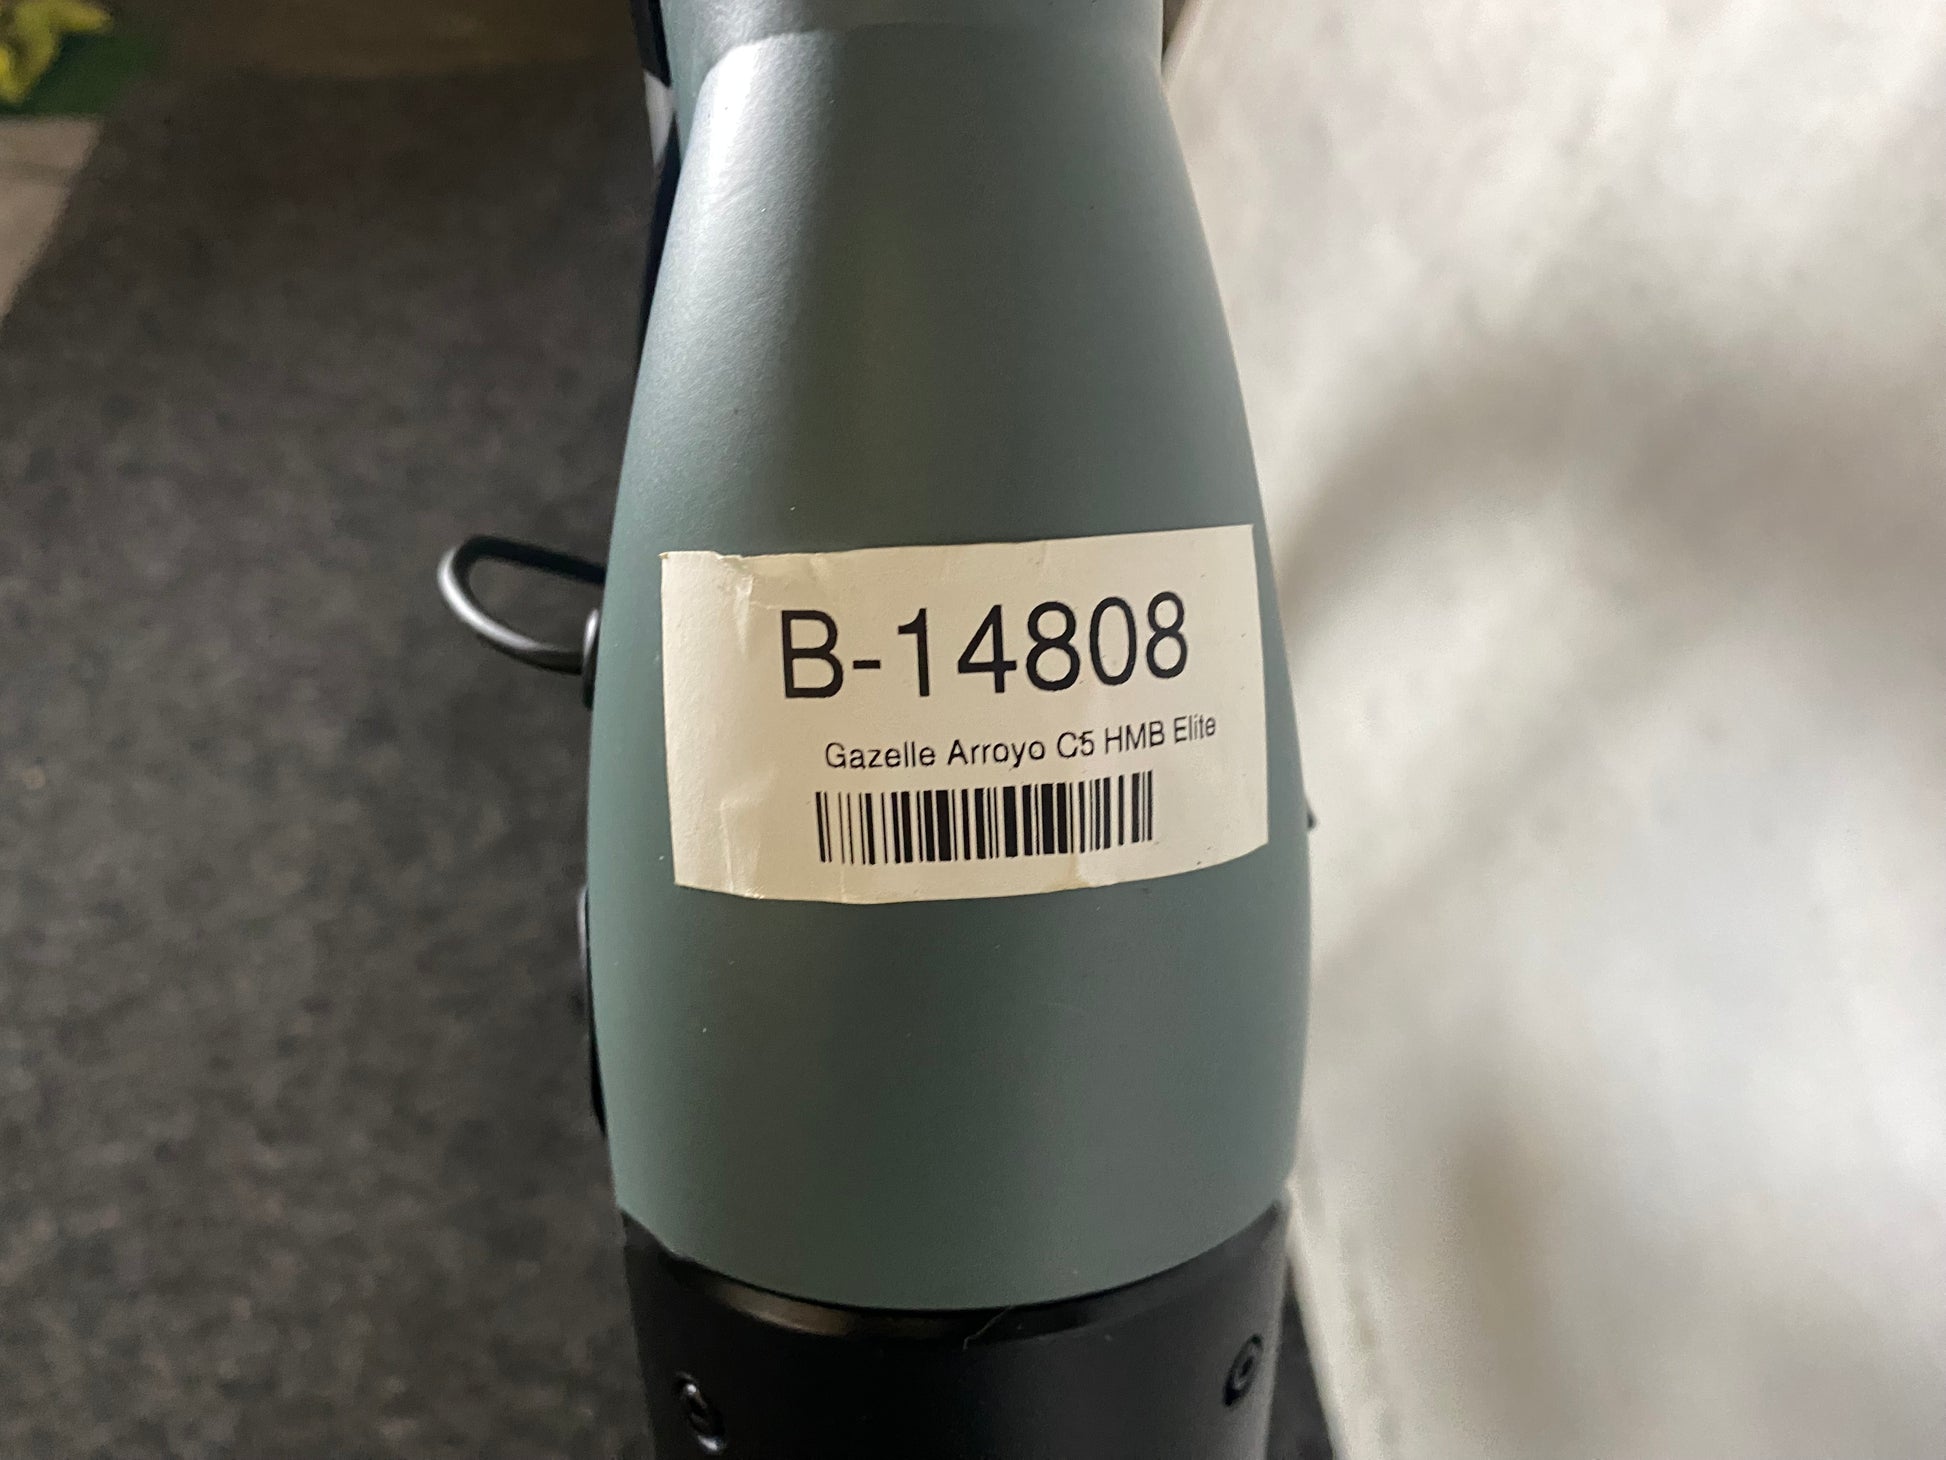 B-14808
Gazelle Arroyo C5 HMB Elite